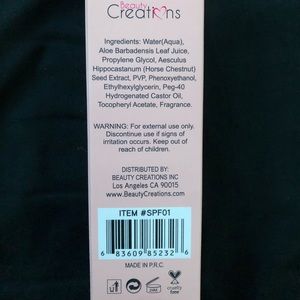 Beauty
Creations
Ingredients: Water(Aqua),
Aloe Barbadensis Leaf Juice,
Propylene Glycol, Aesculus
Hippocastanum (Horse Chestnut)
Seed Extract, PVP, Phenoxyethanol,
Ethylhexylglycerin, Peg-40
Hydrogenated Castor Oil,
Tocopheryl Acetate, Fragrance.
WARNING: For external use only.
Discontinue use if signs of
irritation occurs. Keep out of
reach of children.
DISTRIBUTED BY:
BEAUTY CREATIONS INC
Los Angeles CA 90015
www.BeautyCreations.com
ITEM #SPF01
6 83609 85232 6
MADE IN P.R.C.
cruelty
free